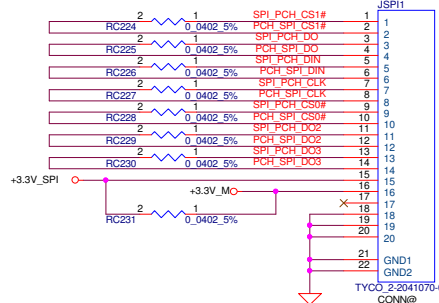 JSPI1
2 1 SPI_PCH_CS1# 1 1
RC224 0_0402_5% PCH_SPI_CS1# 2 2
2 1 SPI_PCH_DO 3 3
RC225 0_0402_5% PCH_SPI_DO 4 4
2 1 SPI_PCH_DIN 5 5
RC226 0_0402_5% PCH_SPI_DIN 6 6
2 1 SPI_PCH_CLK 7 7
RC227 0_0402_5% PCH_SPI_CLK 8 8
2 1 SPI_PCH_CS0# 9 9
RC228 0_0402_5% PCH_SPI_CS0# 10 10
2 1 SPI_PCH_DO2 11 11
RC229 0_0402_5% PCH_SPI_DO2 12 12
2 1 SPI_PCH_DO3 13 13
RC230 0_0402_5% PCH_SPI_DO3 14 14
+3.3V_SPI 15 15
+3.3V_M 16 16
17 17
2 1 18 18
RC231 0_0402_5% 19 19
20 20
21 GND1
22 GND2
TYCO_2-2041070-
CONN@